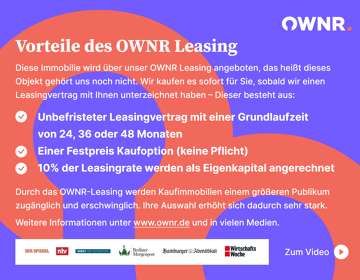 OWNR.
Vorteile des OWNR Leasing
Diese Immobilie wird über unser OWNR Leasing angeboten, das heißt dieses
Objekt gehört uns noch nicht. Wir kaufen es sofort für Sie, sobald wir einen
Leasingvertrag mit Ihnen unterzeichnet haben – Dieser besteht aus:
Unbefristeter Leasingvertrag mit einer Grundlaufzeit
von 24, 36 oder 48 Monaten
Einer Festpreis Kaufoption (keine Pflicht)
10% der Leasingrate werden als Eigenkapital angerechnet
Durch das OWNR-Leasing werden Kaufimmobilien einem größeren Publikum
zugänglich und erschwinglich. Ihre Auswahl erhöht sich dadurch sehr stark.
Weitere Informationen unter www.ownr.de und in vielen Medien.
DER SPIEGEL ntv Berliner Morgenpost Hamburger Abendblatt Wirtschafts Woche
Zum Video